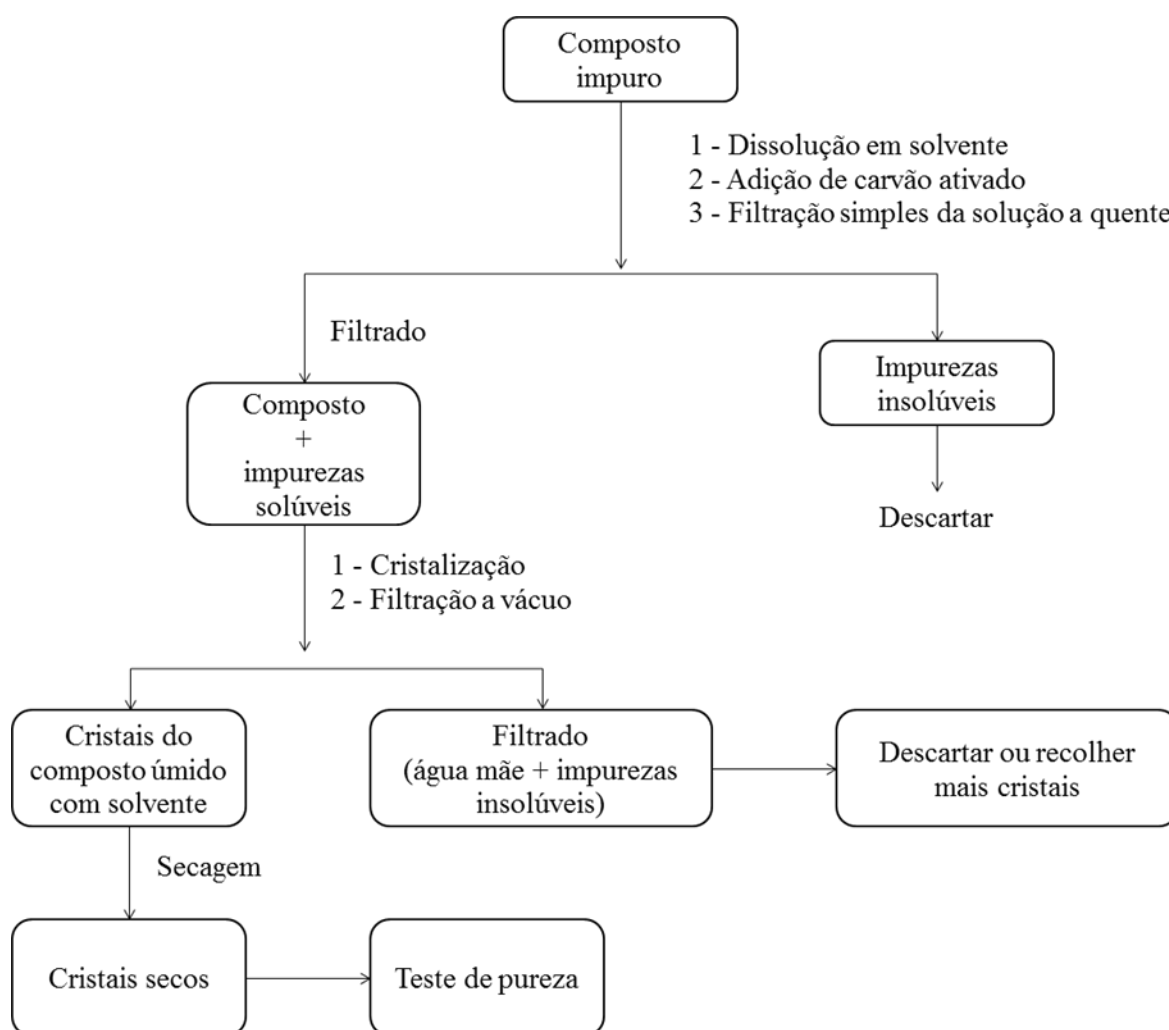 Composto
impuro
1 - Dissolução em solvente
2 - Adição de carvão ativado
3 - Filtração simples da solução a quente
Filtrado
Impurezas
insolúveis
Composto
+
impurezas
solúveis
Descartar
1 - Cristalização
2 - Filtração a vácuo
Cristais do
composto úmido
com solvente
Filtrado
(água mãe + impurezas
insolúveis)
Descartar ou recolher
mais cristais
Secagem
Cristais secos
Teste de pureza